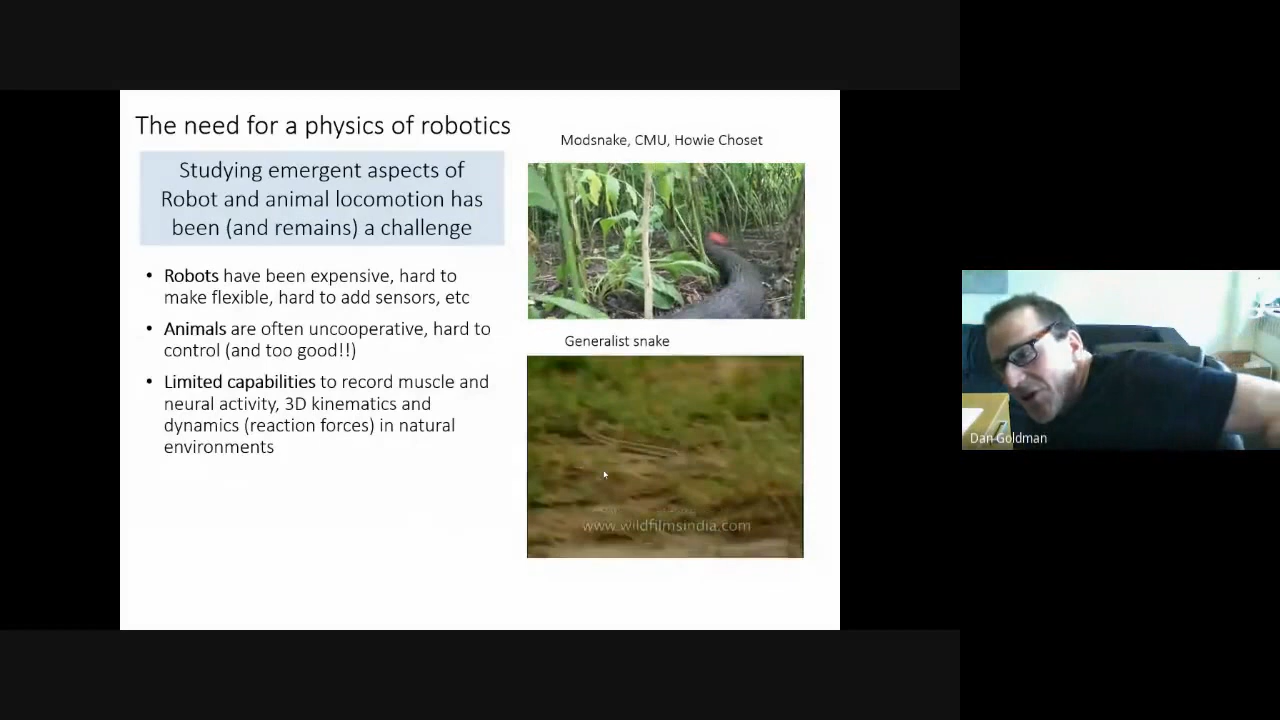 The need for a physics of robotics
Studying emergent aspects of
Robot and animal locomotion has
been (and remains) a challenge
• Robots have been expensive, hard to
make flexible, hard to add sensors, etc
• Animals are often uncooperative, hard to
control (and too good!!)
• Limited capabilities to record muscle and
neural activity, 3D kinematics and
dynamics (reaction forces) in natural
environments
Modsnake, CMU, Howie Choset
Generalist snake
www.wildfilmsindia.com
Dan Goldman